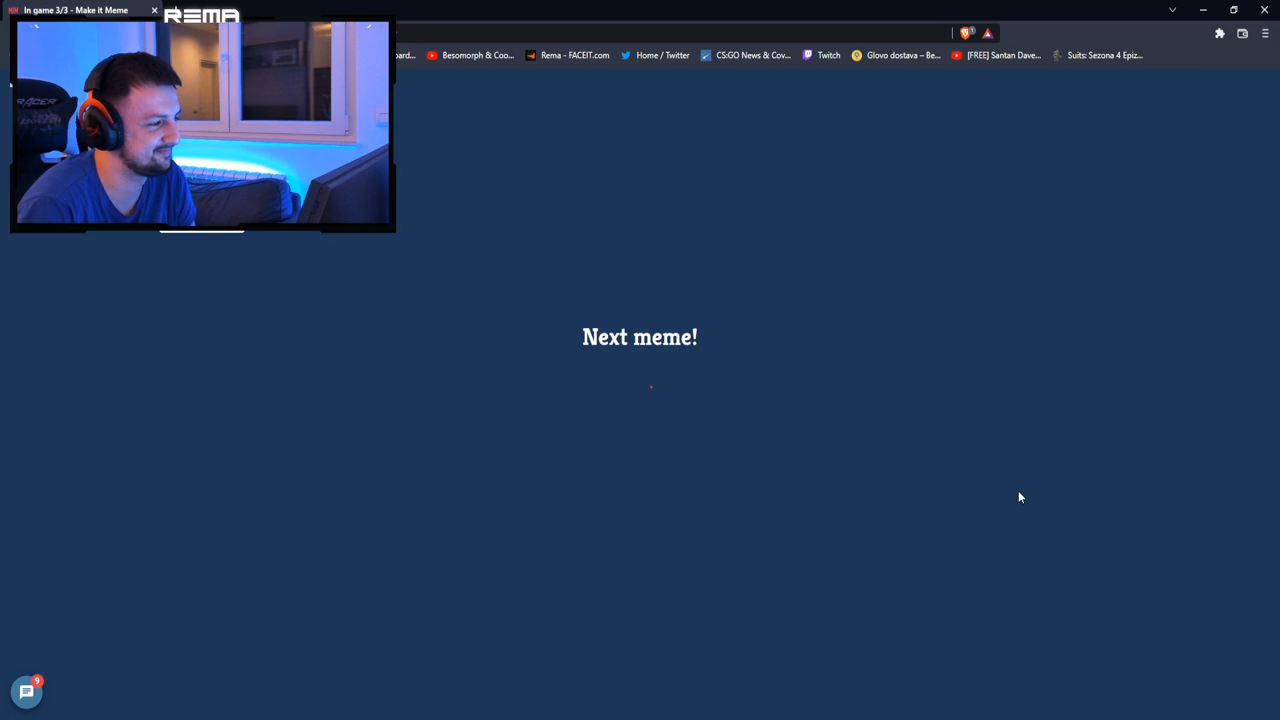 In game 3/3 - Make it Meme
REMA
ard...
Besomorph & Coo...
Rema - FACEIT.com
Home / Twitter
CS:GO News & Cov...
Twitch
Glovo dostava – Be...
[FREE] Santan Dave...
Suits: Sezona 4 Epiz...
Next meme!
9